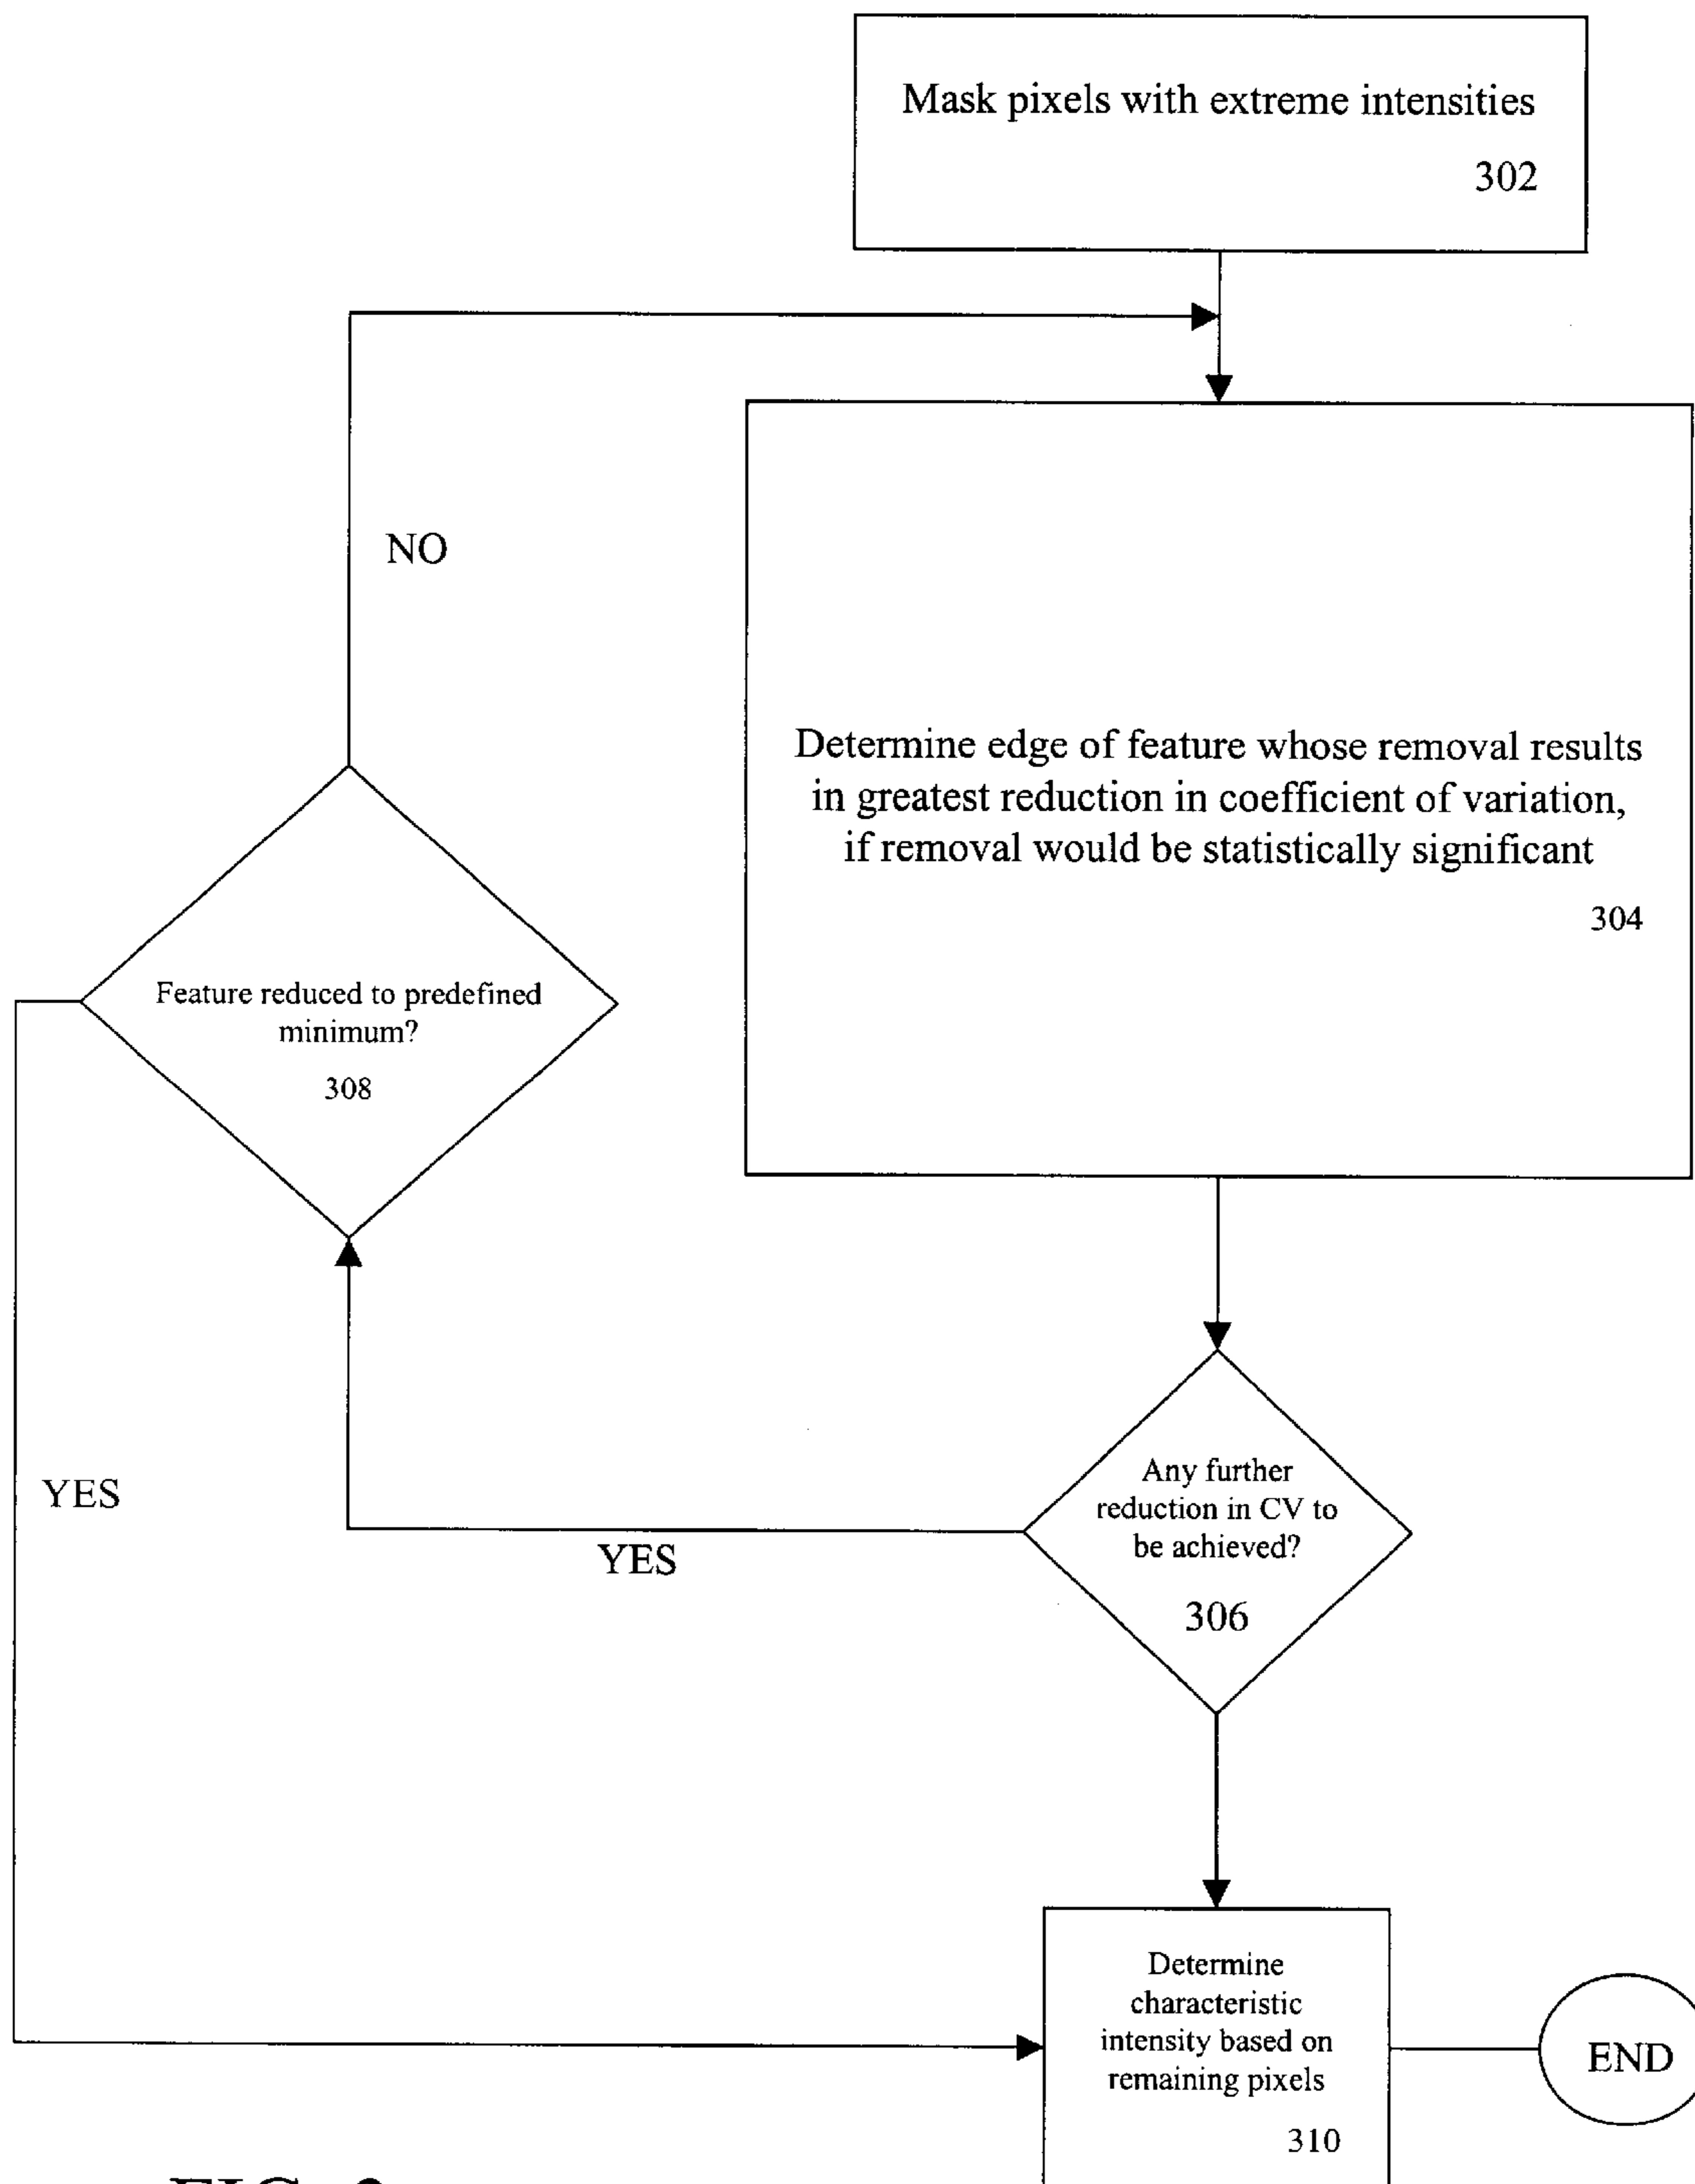 Mask pixels with extreme intensities
302
NO
Determine edge of feature whose removal results
in greatest reduction in coefficient of variation,
if removal would be statistically significant
304
Feature reduced to predefined
minimum?
308
YES
Any further
reduction in CV to
be achieved?
306
YES
Determine
characteristic
intensity based on
remaining pixels
310
END